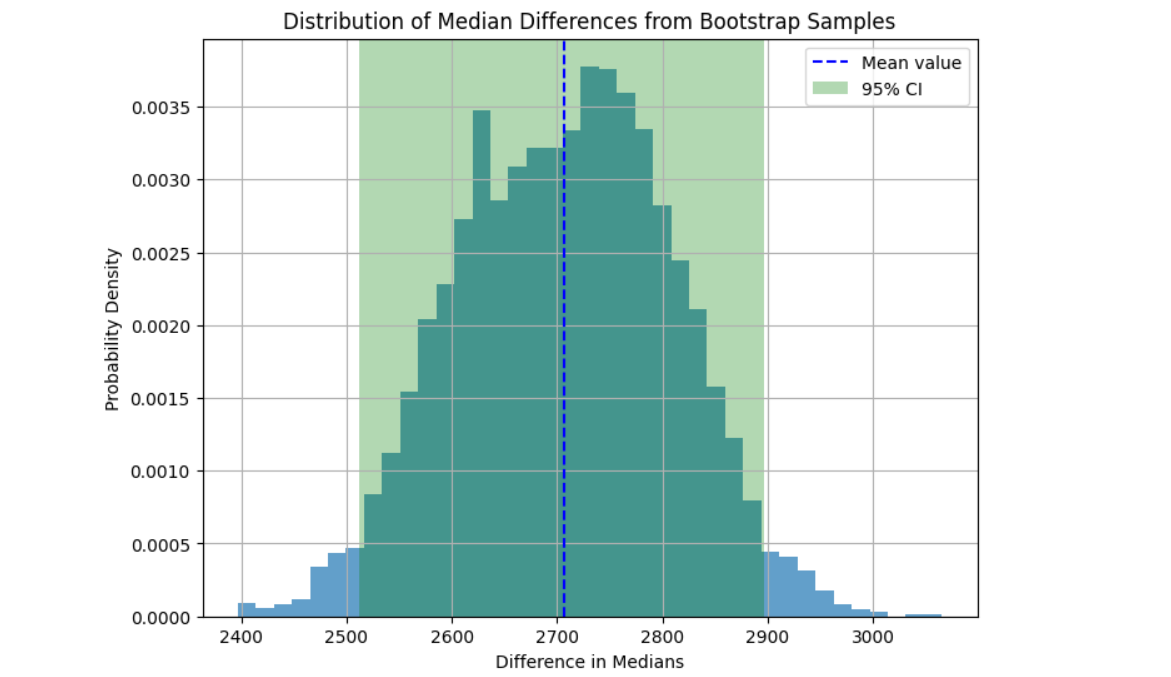 Distribution of Median Differences from Bootstrap Samples
Mean value
95% CI
Probability Density
0.0035
0.0030
0.0025
0.0020
0.0015
0.0010
0.0005
0.0000
2400 2500 2600 2700 2800 2900 3000
Difference in Medians